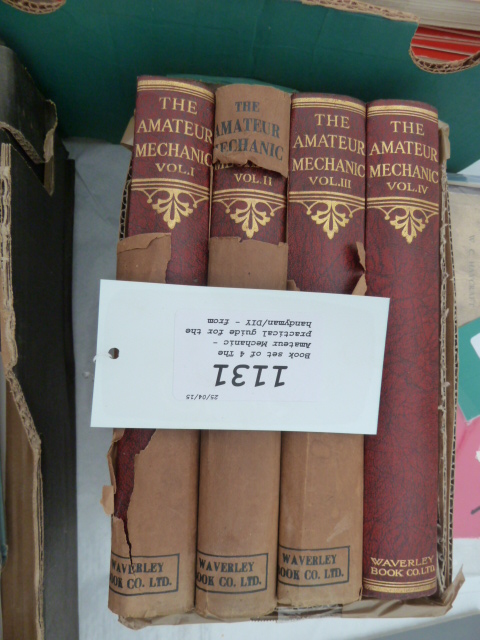 THE
AMATEUR
MECHANIC
VOL.I
THE
AMATEUR
MECHANIC
VOL.II
THE
AMATEUR
MECHANIC
VOL.III
THE
AMATEUR
MECHANIC
VOL.IV
25/04/15
1131
Book set of 4 The
Amateur Mechanic -
practical guide for the
handyman/DIY - from
WAVERLEY
BOOK CO. LTD.
WAVERLEY
BOOK CO. LTD.
WAVERLEY
BOOK CO. LTD.
WAVERLEY
BOOK CO. LTD.